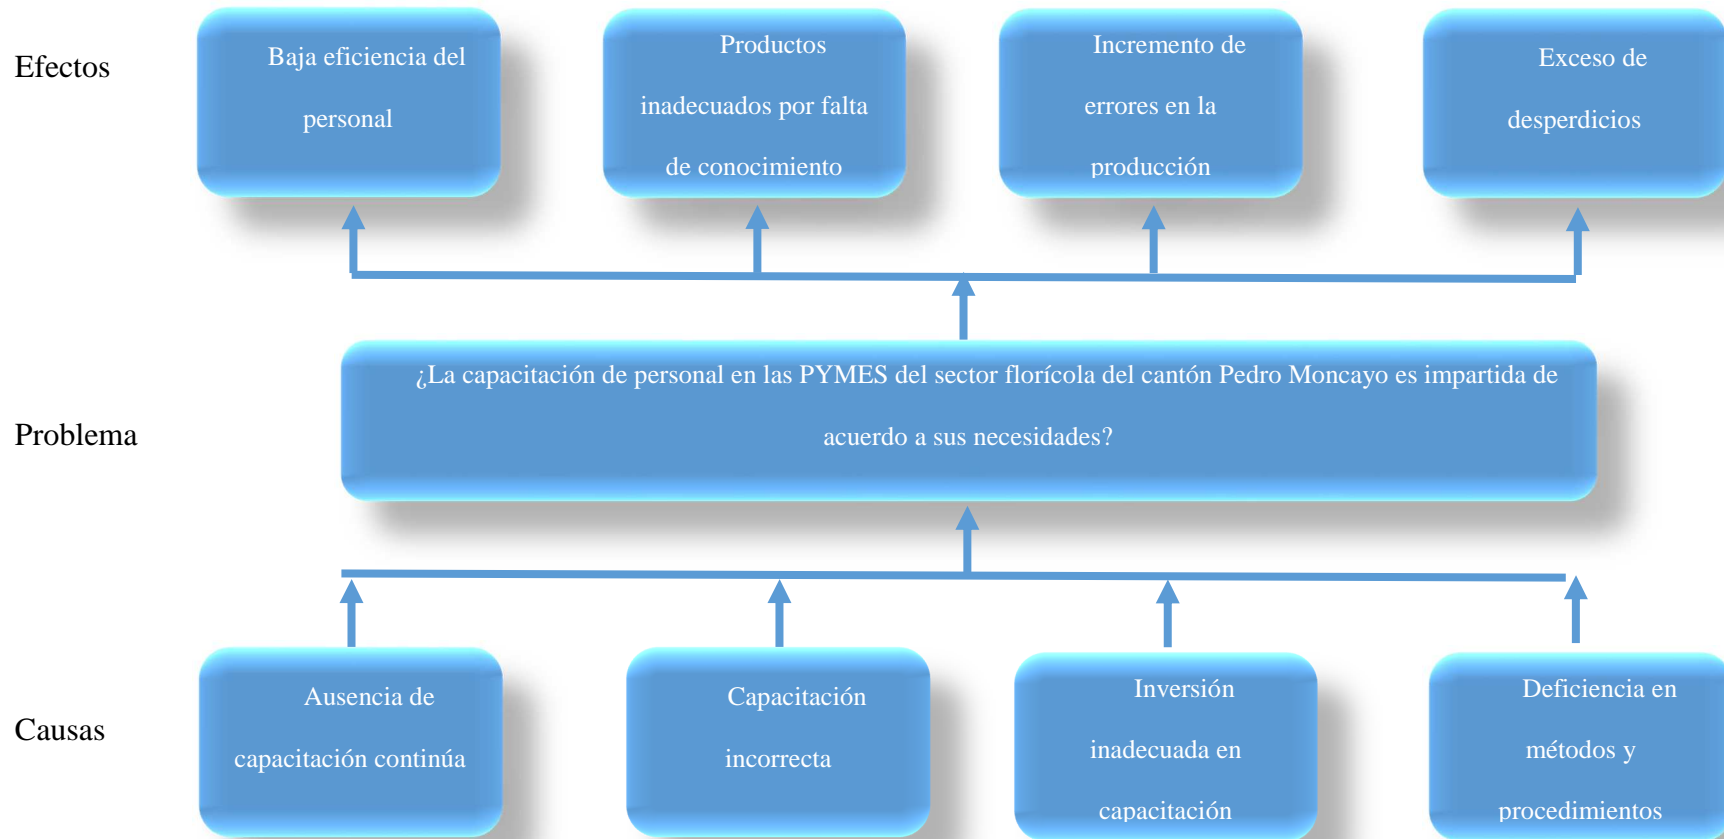 Efectos
Baja eficiencia del
personal
Productos
inadecuados por falta
de conocimiento
Incremento de
errores en la
producción
Exceso de
desperdicios
Problema
¿La capacitación de personal en las PYMES del sector florícola del cantón Pedro Moncayo es impartida de
acuerdo a sus necesidades?
Causas
Ausencia de
capacitación continúa
Capacitación
incorrecta
Inversión
inadecuada en
capacitación
Deficiencia en
métodos y
procedimientos